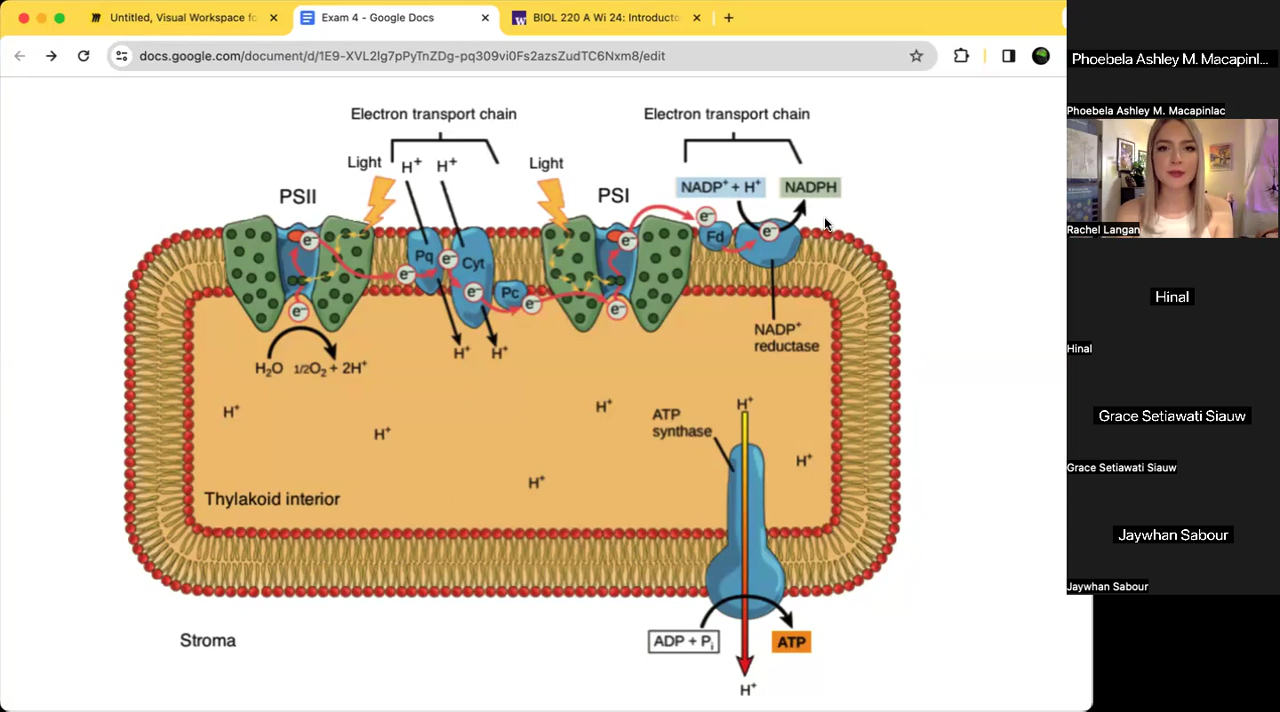 Untitled, Visual Workspace fo
Exam 4 - Google Docs
BIOL 220 A Wi 24: Introducto
docs.google.com/document/d/1E9-XVL2lg7pPyTnZDg-pq309vi0Fs2azsZudTC6Nxm8/edit
Electron transport chain
Electron transport chain
Light
H⁺
H⁺
Light
PSII
PSI
NADP⁺ + H⁺
NADPH
e⁻
e⁻
e⁻
e⁻
Fd
Pq
e⁻
Cyt
e⁻
e⁻
Pc
e⁻
e⁻
e⁻
NADP⁺
reductase
H⁺
H⁺
H₂O 1/2O₂ + 2H⁺
H⁺
H⁺
H⁺
H⁺
H⁺
H⁺
ATP
synthase
Thylakoid interior
Stroma
ADP + Pᵢ
ATP
H⁺
Phoebela Ashley M. Macapinl...
Phoebela Ashley M. Macapinlac
Rachel Langan
Hinal
Hinal
Grace Setiawati Siauw
Grace Setiawati Siauw
Jaywhan Sabour
Jaywhan Sabour